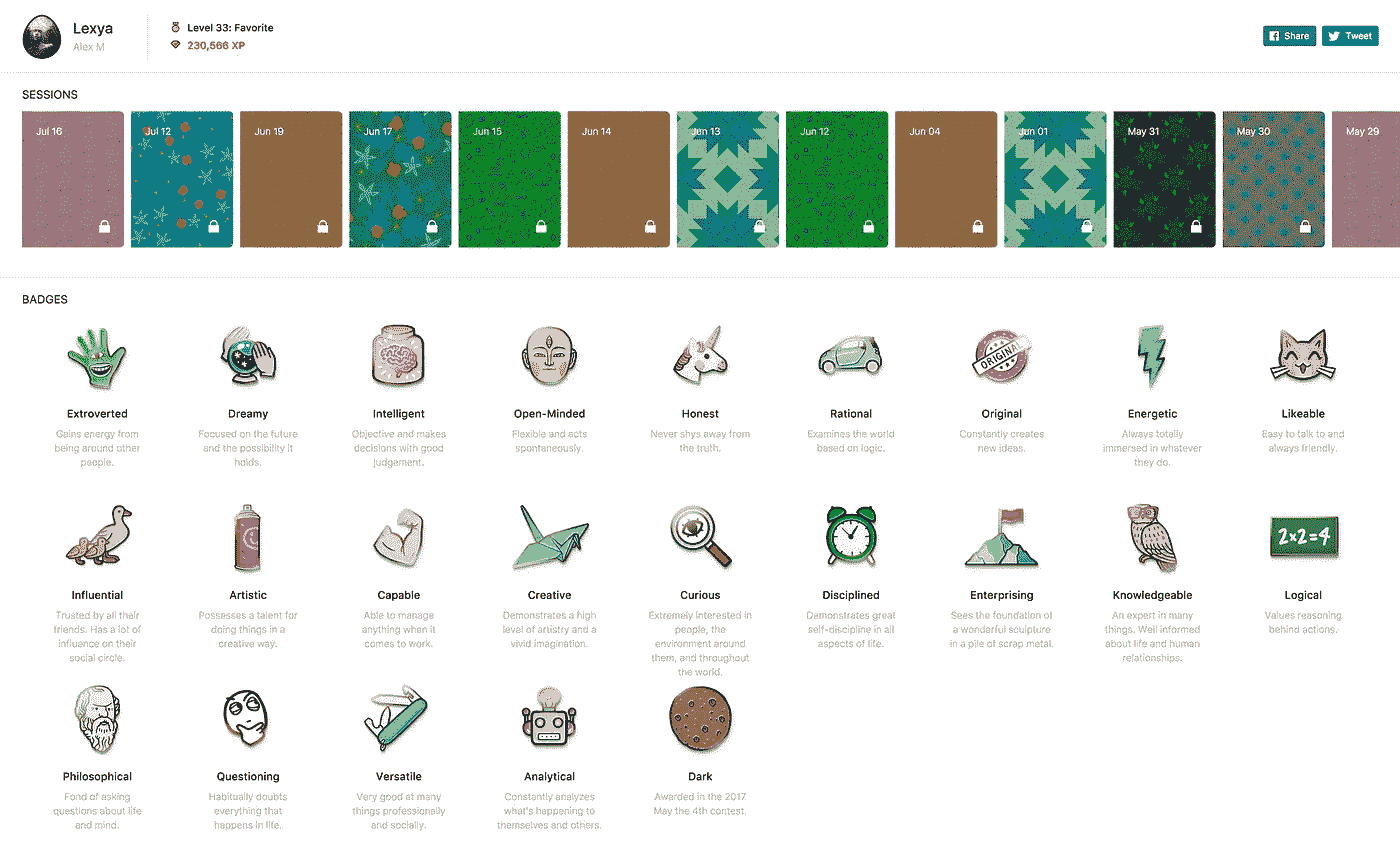 Lexya
Alex M
Level 33: Favorite
230,566 XP
Share
Tweet
SESSIONS
Jul 16
Jul 12
Jun 19
Jun 17
Jun 15
Jun 14
Jun 13
Jun 12
Jun 04
Jun 01
May 31
May 30
May 29
BADGES
ORIGINAL
Extroverted
Gains energy from
being around other
people.
Dreamy
Focused on the future
and the possibility it
holds.
Intelligent
Objective and makes
decisions with good
judgement.
Open-Minded
Flexible and acts
spontaneously.
Honest
Never shys away from
the truth.
Rational
Examines the world
based on logic.
Original
Constantly creates
new ideas.
Energetic
Always totally
immersed in whatever
they do.
Likeable
Easy to talk to and
always friendly.
2x2=4
Influential
Trusted by all their
friends. Has a lot of
influence on their
social circle.
Artistic
Possesses a talent for
doing things in a
creative way.
Capable
Able to manage
anything when it
comes to work.
Creative
Demonstrates a high
level of artistry and a
vivid imagination.
Curious
Extremely interested in
people, the
environment around
them, and throughout
the world.
Disciplined
Demonstrates great
self-discipline in all
aspects of life.
Enterprising
Sees the foundation of
a wonderful sculpture
in a pile of scrap metal.
Knowledgeable
An expert in many
things. Well informed
about life and human
relationships.
Logical
Values reasoning
behind actions.
Philosophical
Fond of asking
questions about life
and mind.
Questioning
Habitually doubts
everything that
happens in life.
Versatile
Very good at many
things professionally
and socially.
Analytical
Constantly analyzes
what's happening to
themselves and others.
Dark
Awarded in the 2017
May the 4th contest.